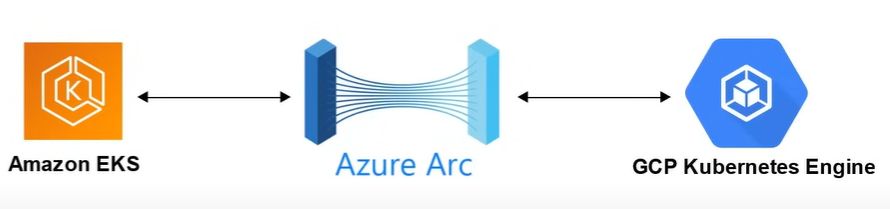 K
Amazon EKS
Azure Arc
GCP Kubernetes Engine